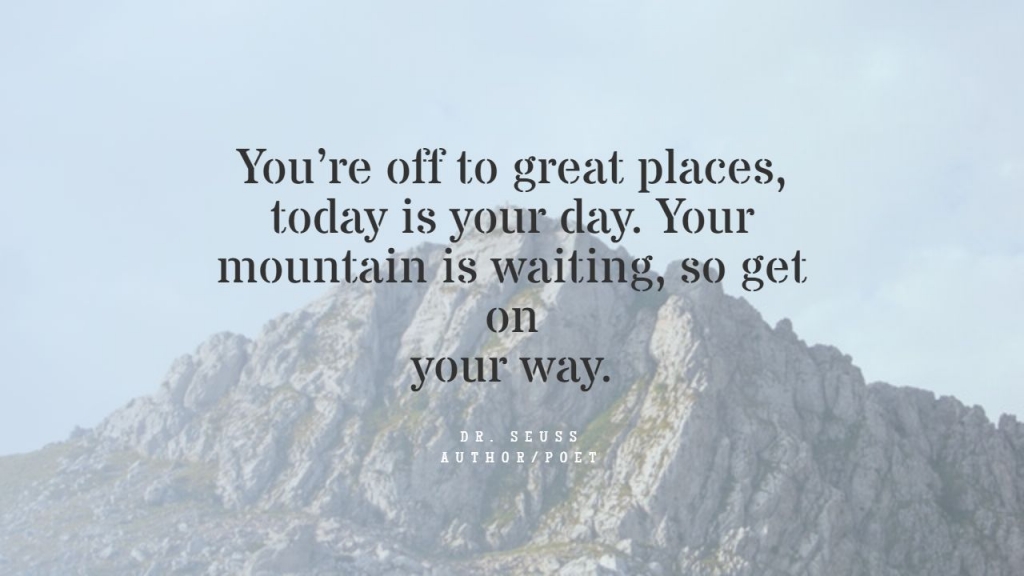 You’re off to great places,
today is your day. Your
mountain is waiting, so get
on
your way.
DR. SEUSS
AUTHOR/POET